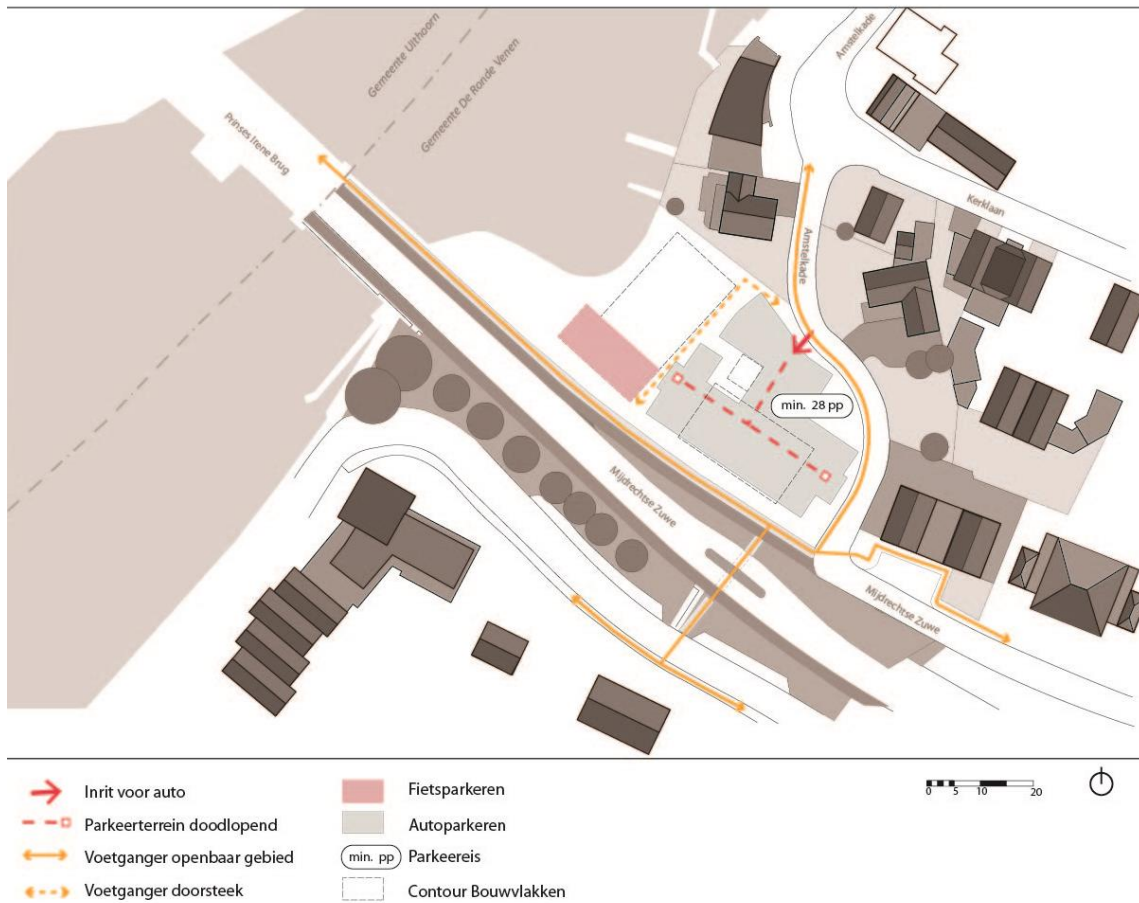 Gemeente Uithoorn
Gemeente De Ronde Venen
Prinses Irene Brug
Amstelkade
Kerklaan
Amstelkade
min. 28 pp
Mijdrechtse Zuwe
Mijdrechtse Zuwe
Inrit voor auto
Parkeerterrein doodlopend
Voetganger openbaar gebied
Voetganger doorsteek
Fietsparkeren
Autoparkeren
min. pp Parkeereis
Contour Bouwvlakken
0 5 10 20